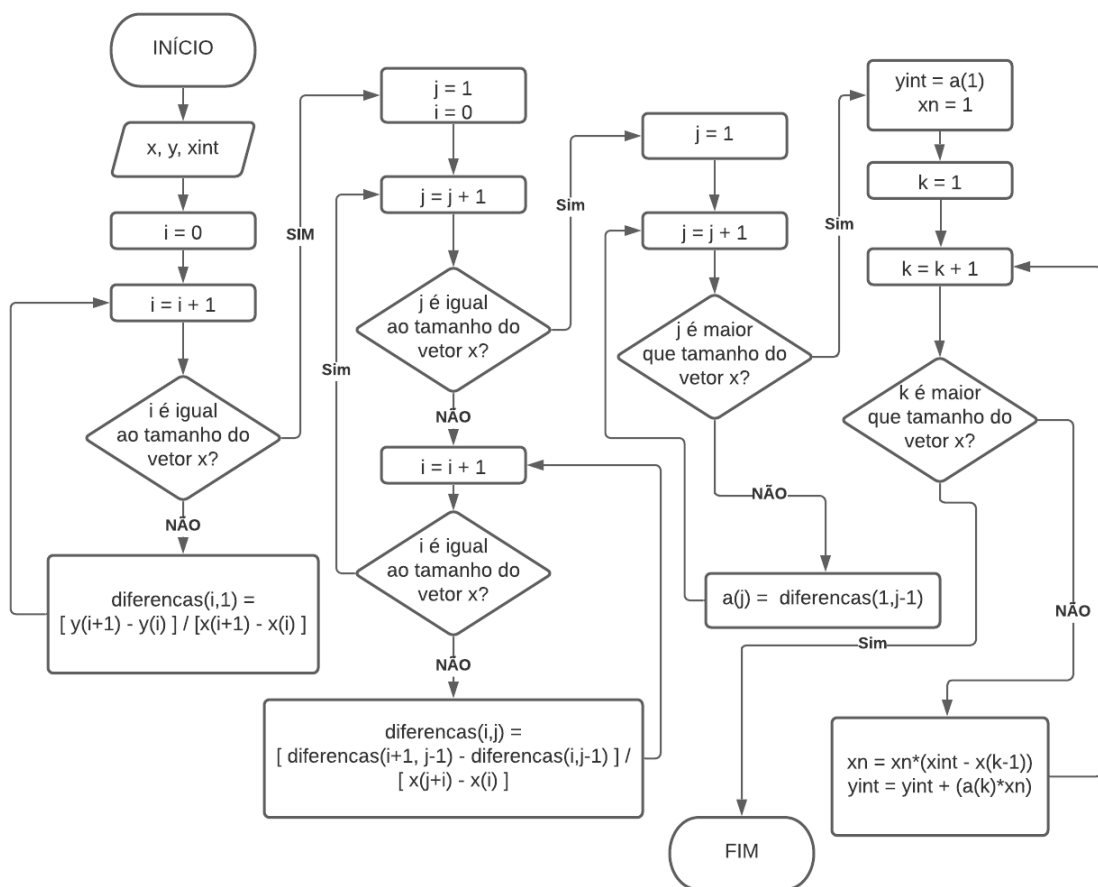 INÍCIO
x, y, xint
i = 0
i = i + 1
i é igual
ao tamanho do
vetor x?
NÃO
diferencas(i,1) =
[ y(i+1) - y(i) ] / [x(i+1) - x(i) ]
SIM
j = 1
i = 0
j = j + 1
j é igual
ao tamanho do
vetor x?
NÃO
i = i + 1
i é igual
ao tamanho do
vetor x?
Sim
NÃO
diferencas(i,j) =
[ diferencas(i+1, j-1) - diferencas(i,j-1) ] /
[ x(j+i) - x(i) ]
Sim
j = 1
j = j + 1
j é maior
que tamanho do
vetor x?
NÃO
a(j) = diferencas(1,j-1)
Sim
yint = a(1)
xn = 1
k = 1
k = k + 1
k é maior
que tamanho do
vetor x?
NÃO
xn = xn*(xint - x(k-1))
yint = yint + (a(k)*xn)
Sim
FIM